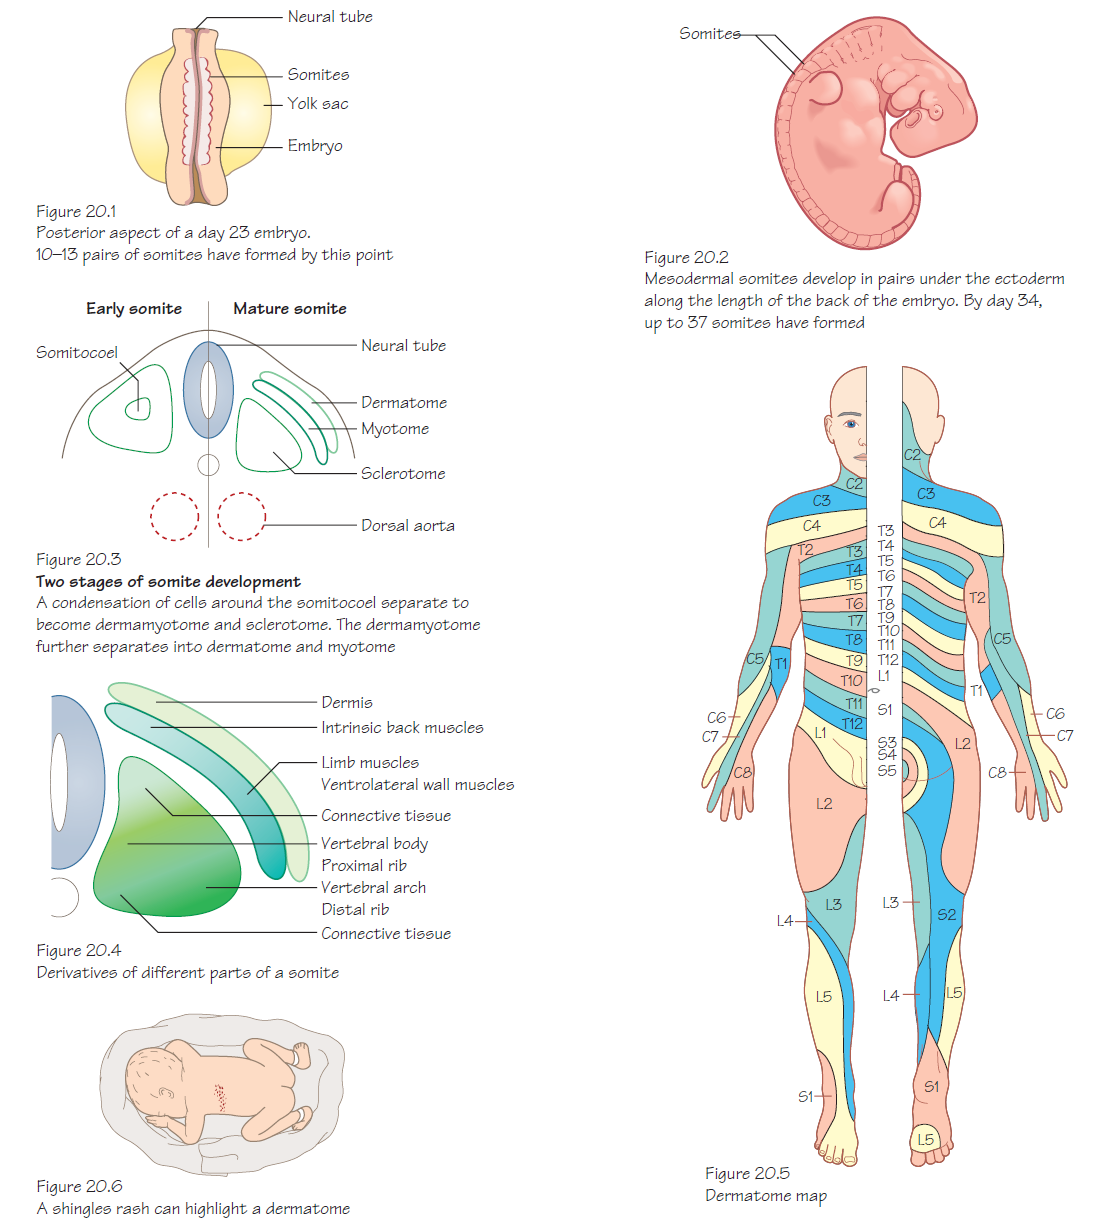 Neural tube
Somites
Yolk sac
Embryo
Figure 20.1
Posterior aspect of a day 23 embryo.
10–13 pairs of somites have formed by this point
Somites
Figure 20.2
Mesodermal somites develop in pairs under the ectoderm
along the length of the back of the embryo. By day 34,
up to 37 somites have formed
Early somite
Mature somite
Somitocoel
Neural tube
Dermatome
Myotome
Sclerotome
Dorsal aorta
Figure 20.3
Two stages of somite development
A condensation of cells around the somitocoel separate to
become dermamyotome and sclerotome. The dermamyotome
further separates into dermatome and myotome
Dermis
Intrinsic back muscles
Limb muscles
Ventrolateral wall muscles
Connective tissue
Vertebral body
Proximal rib
Vertebral arch
Distal rib
Connective tissue
Figure 20.4
Derivatives of different parts of a somite
Figure 20.6
A shingles rash can highlight a dermatome
C2
C3
C4
T2
T3
T4
T5
T6
T7
T8
T9
T10
T11
T12
C5
T1
C6
C7
C8
L1
L2
L3
L4
L5
S1
C2
C3
C4
T3
T4
T5
T6
T7
T8
T9
T10
T11
T12
L1
S1
S3
S4
S5
T2
C5
T1
C6
C7
C8
L2
L3
S2
L4
L5
S1
L5
Figure 20.5
Dermatome map